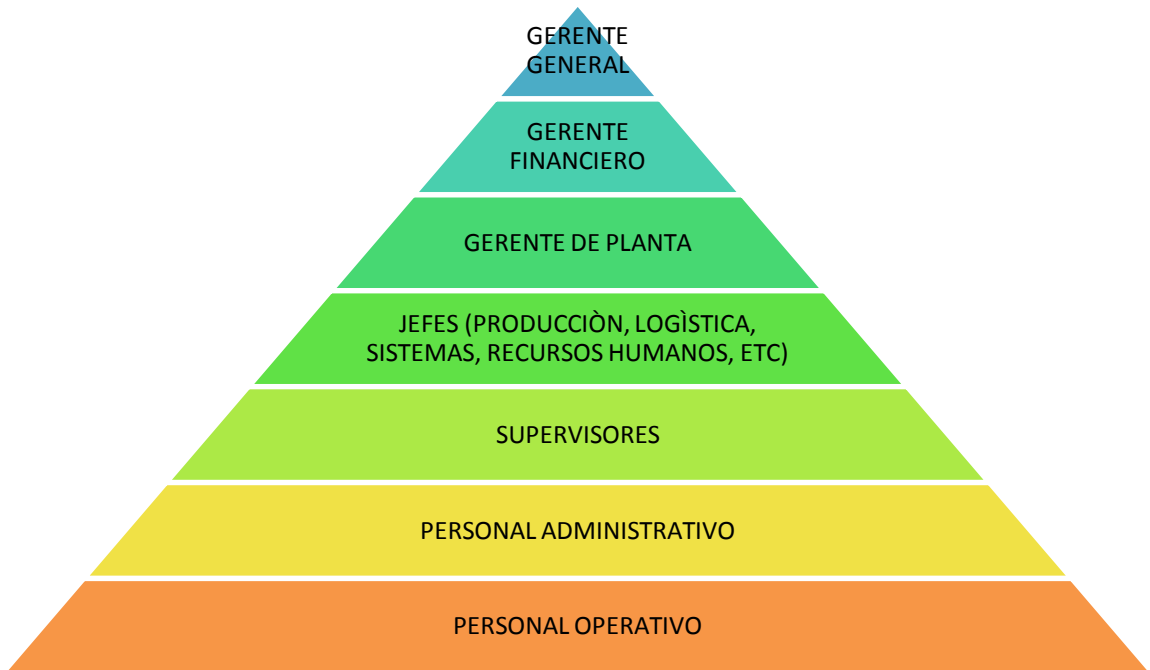 GERENTE
GENERAL
GERENTE
FINANCIERO
GERENTE DE PLANTA
JEFES (PRODUCCIÒN, LOGÌSTICA,
SISTEMAS, RECURSOS HUMANOS, ETC)
SUPERVISORES
PERSONAL ADMINISTRATIVO
PERSONAL OPERATIVO